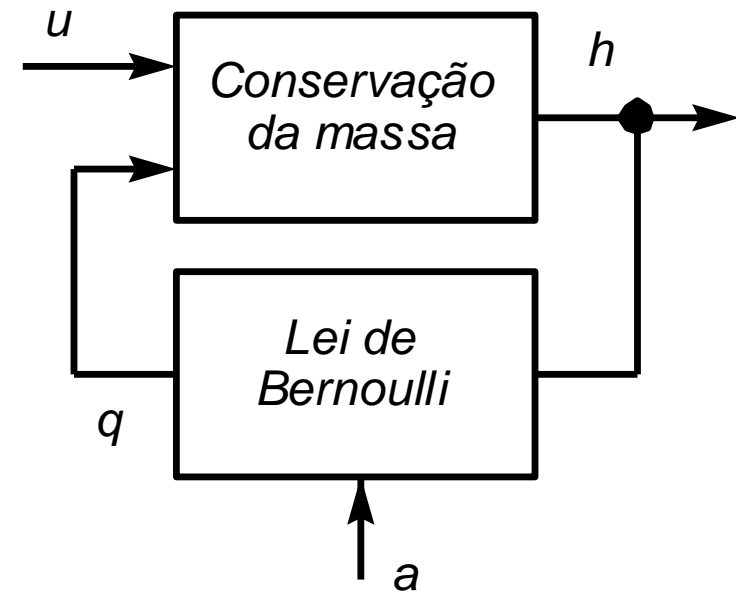 u
h
Conservação
da massa
Lei de
Bernoulli
q
a